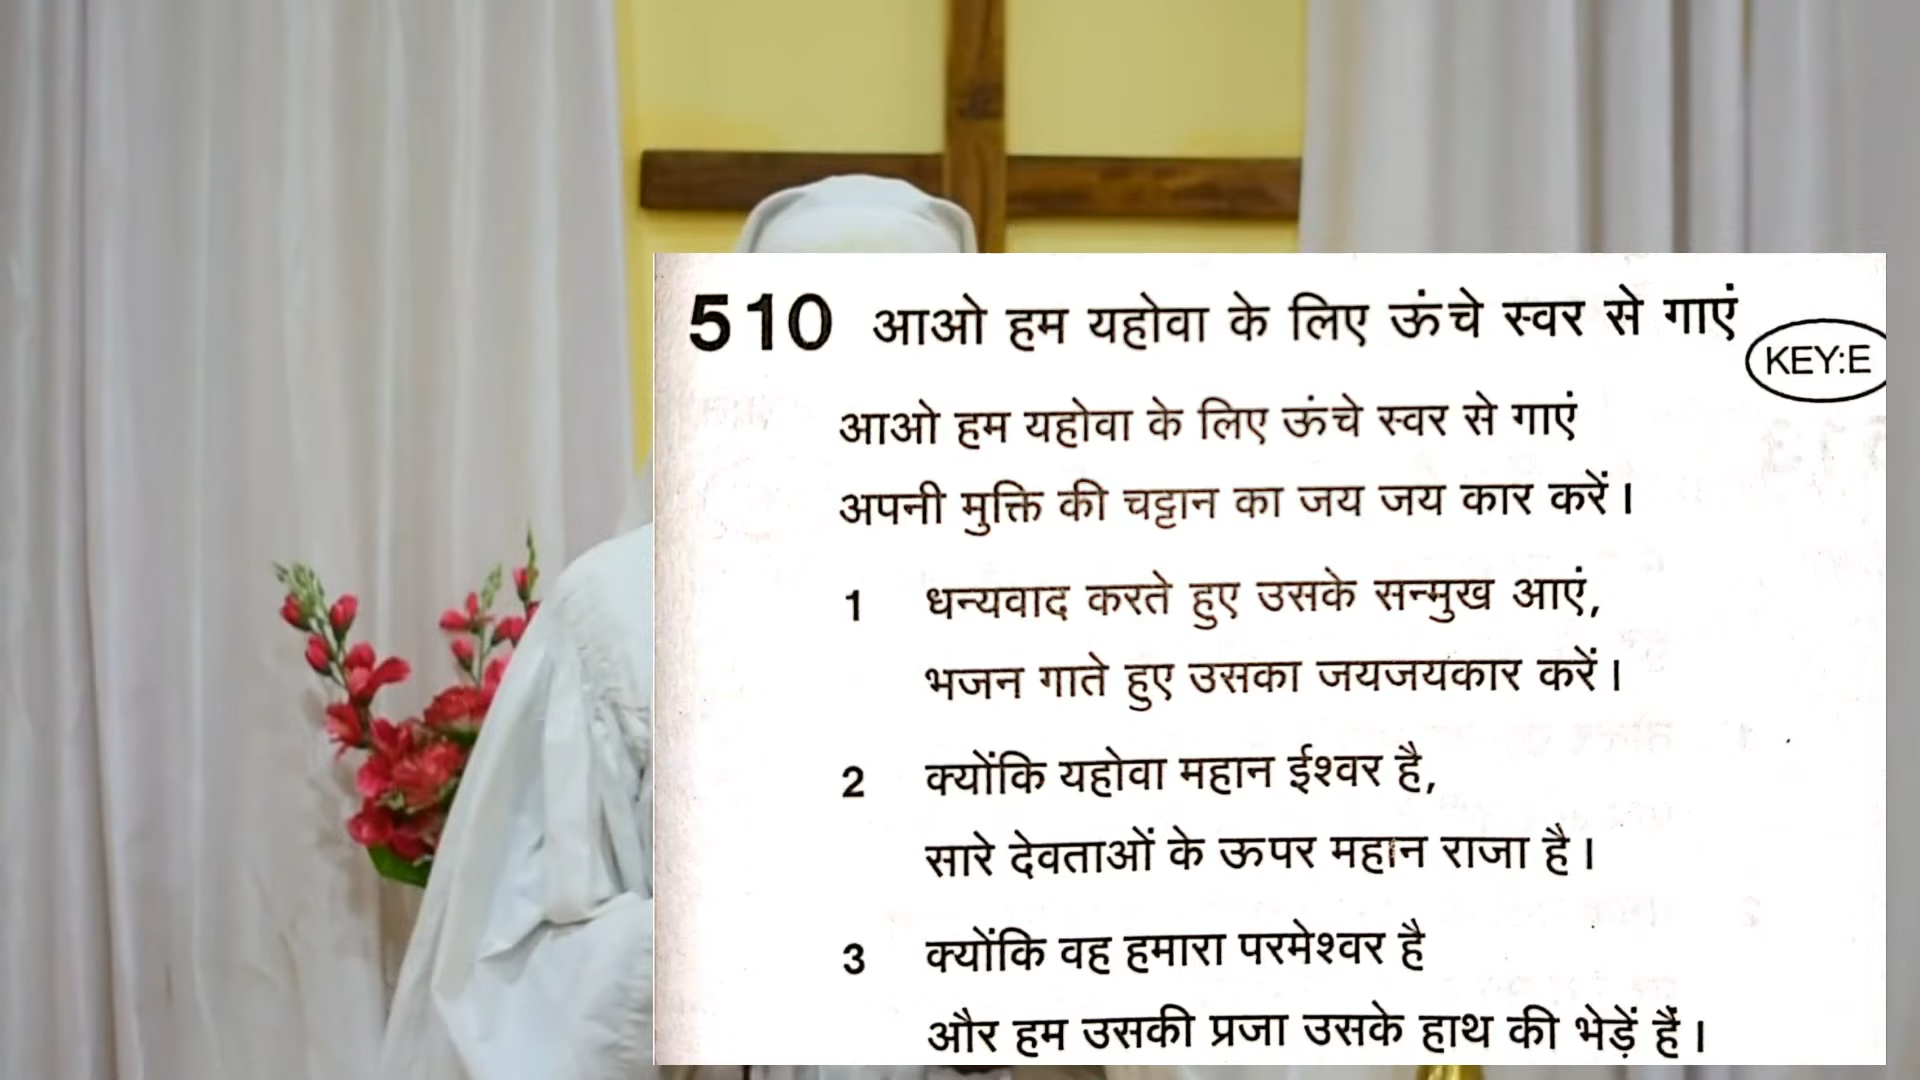 510 आओ हम यहोवा के लिए ऊंचे स्वर से गाएं
KEY:E
आओ हम यहोवा के लिए ऊंचे स्वर से गाएं
अपनी मुक्ति की चट्टान का जय जय कार करें।
1 धन्यवाद करते हुए उसके सन्मुख आएं,
भजन गाते हुए उसका जयजयकार करें।
2 क्योंकि यहोवा महान ईश्वर है,
सारे देवताओं के ऊपर महान राजा है।
3 क्योंकि वह हमारा परमेश्वर है
और हम उसकी प्रजा उसके हाथ की भेड़ें हैं।